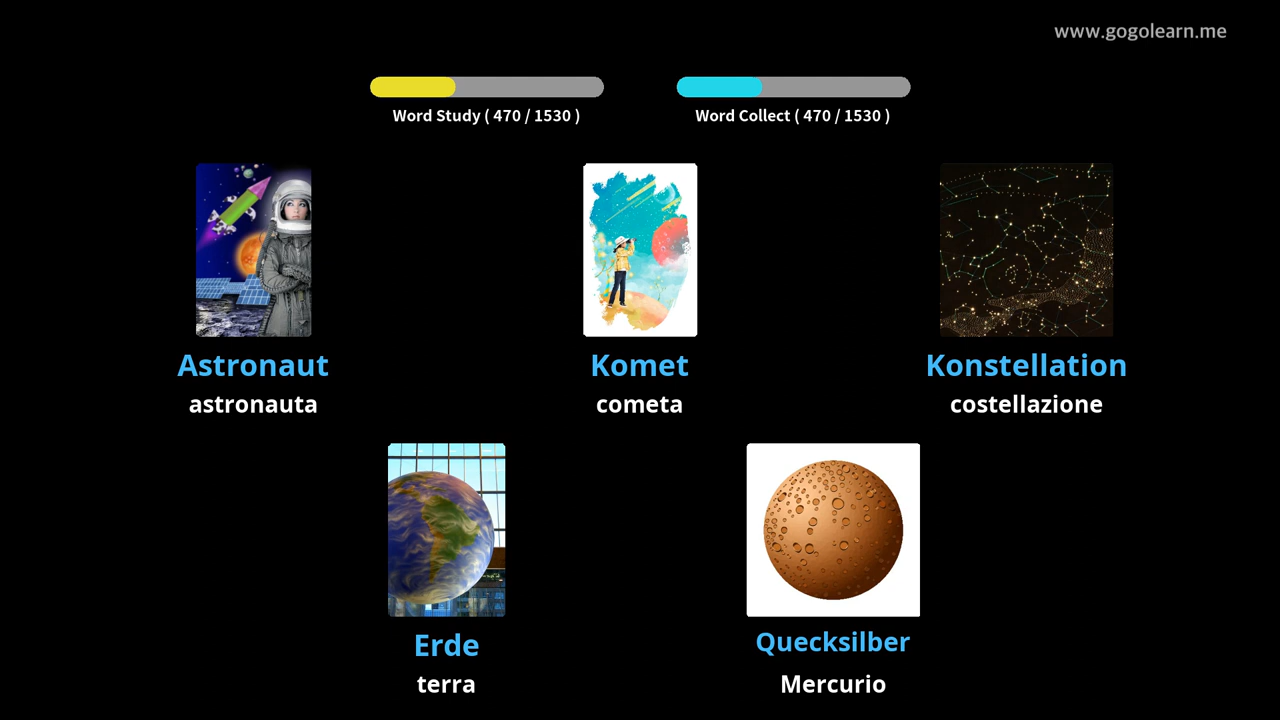 www.gogolearn.me
Word Study ( 470 / 1530 )
Word Collect ( 470 / 1530 )
Astronaut
astronauta
Komet
cometa
Konstellation
costellazione
Erde
terra
Quecksilber
Mercurio